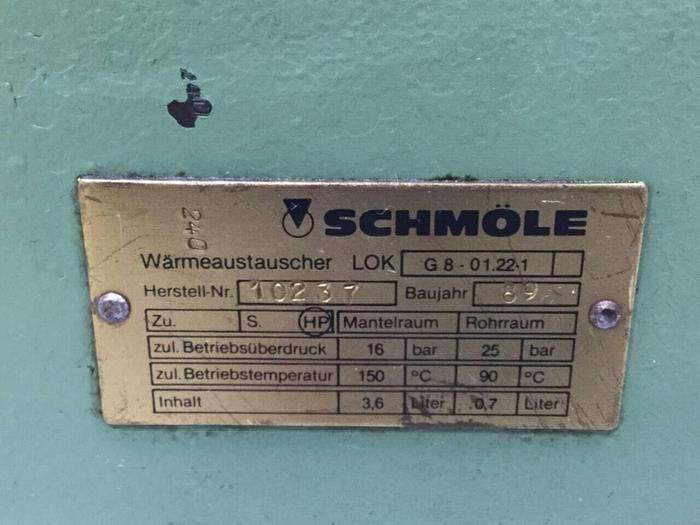 240
SCHMÖLE
Wärmeaustauscher LOK G 8 - 01.22-1
Herstell-Nr. 10237 Baujahr 89
Zu. S. HP Mantelraum Rohrraum
zul. Betriebsüberdruck 16 bar 25 bar
zul. Betriebstemperatur 150 °C 90 °C
Inhalt 3,6 Liter 0,7 Liter